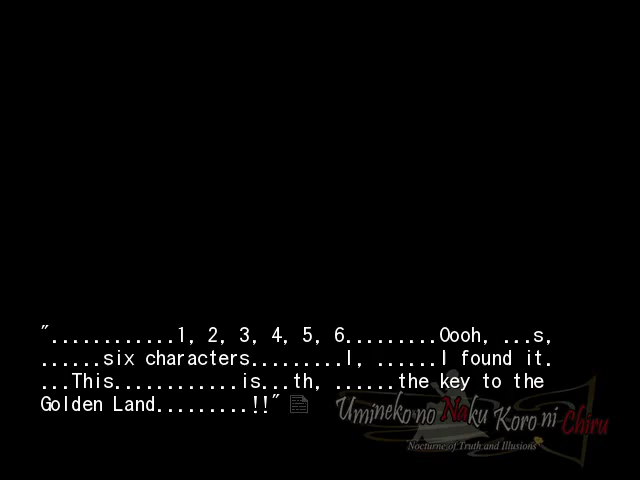 "............1, 2, 3, 4, 5, 6.........Oooh, ...s,
......six characters.........I, ......I found it.
...This............is...th, ......the key to the
Golden Land.........!!"
Umineko no Naku Koro ni Chiru
Nocturne of Truth and Illusions